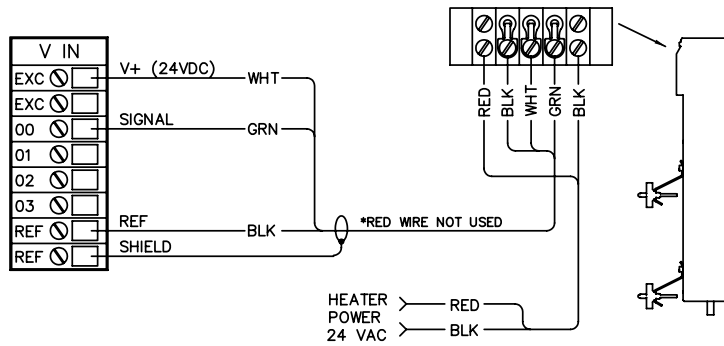 V IN
EXC V+ (24VDC) WHT
EXC
00 SIGNAL GRN
01
02
03
REF REF BLK *RED WIRE NOT USED
REF SHIELD
RED BLK WHT GRN BLK
HEATER RED
POWER
24 VAC BLK